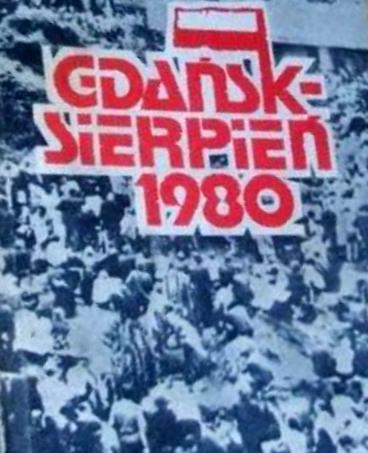 GDAŃSK-
SIERPIEŃ
1980